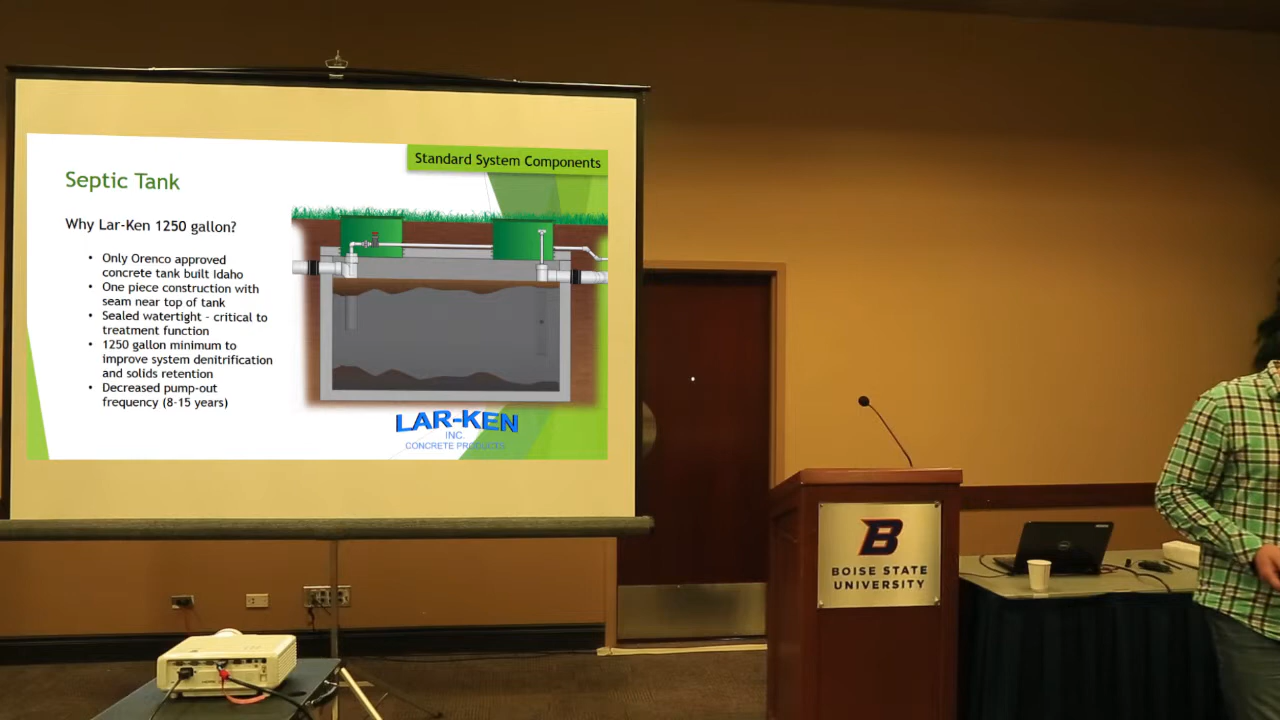 Standard System Components
Septic Tank
Why Lar-Ken 1250 gallon?
• Only Orenco approved
concrete tank built Idaho
• One piece construction with
seam near top of tank
• Sealed watertight - critical to
treatment function
• 1250 gallon minimum to
improve system denitrification
and solids retention
• Decreased pump-out
frequency (8-15 years)
LAR-KEN
INC.
CONCRETE PRODUCTS
B
BOISE STATE
UNIVERSITY
DELL